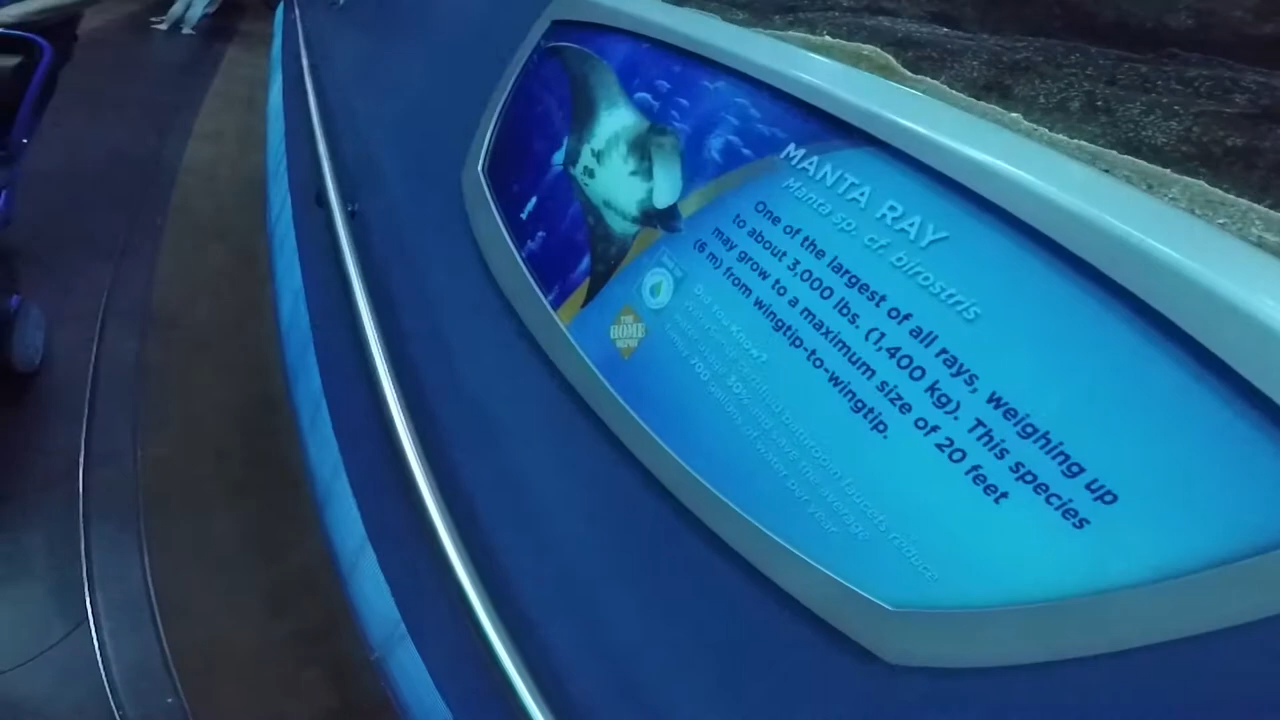 MANTA RAY
Manta sp. cf. birostris
One of the largest of all rays, weighing up
to about 3,000 lbs. (1,400 kg). This species
may grow to a maximum size of 20 feet
(6 m) from wingtip-to-wingtip.
THE
HOME
DEPOT
Did You Know?
bathroom faucets reduce
30% and save the average
family 700 gallons of water per year